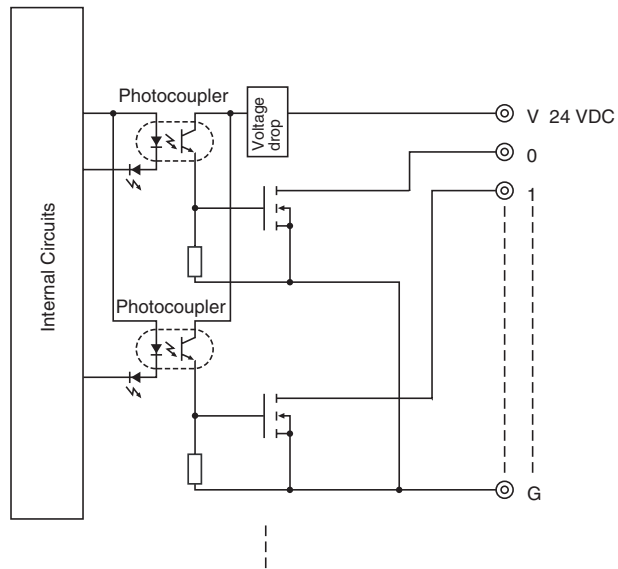 Photocoupler
Voltage
drop
V 24 VDC
0
1
Internal Circuits
Photocoupler
G